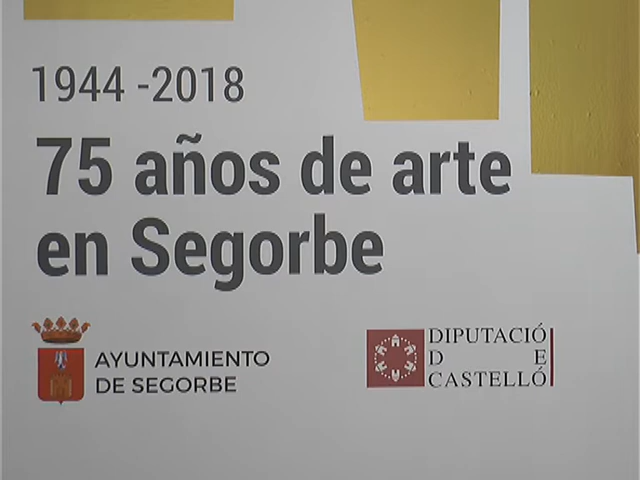 1944 -2018
75 años de arte
en Segorbe
AYUNTAMIENTO
DE SEGORBE
DIPUTACIÓ
D E
CASTELLÓ